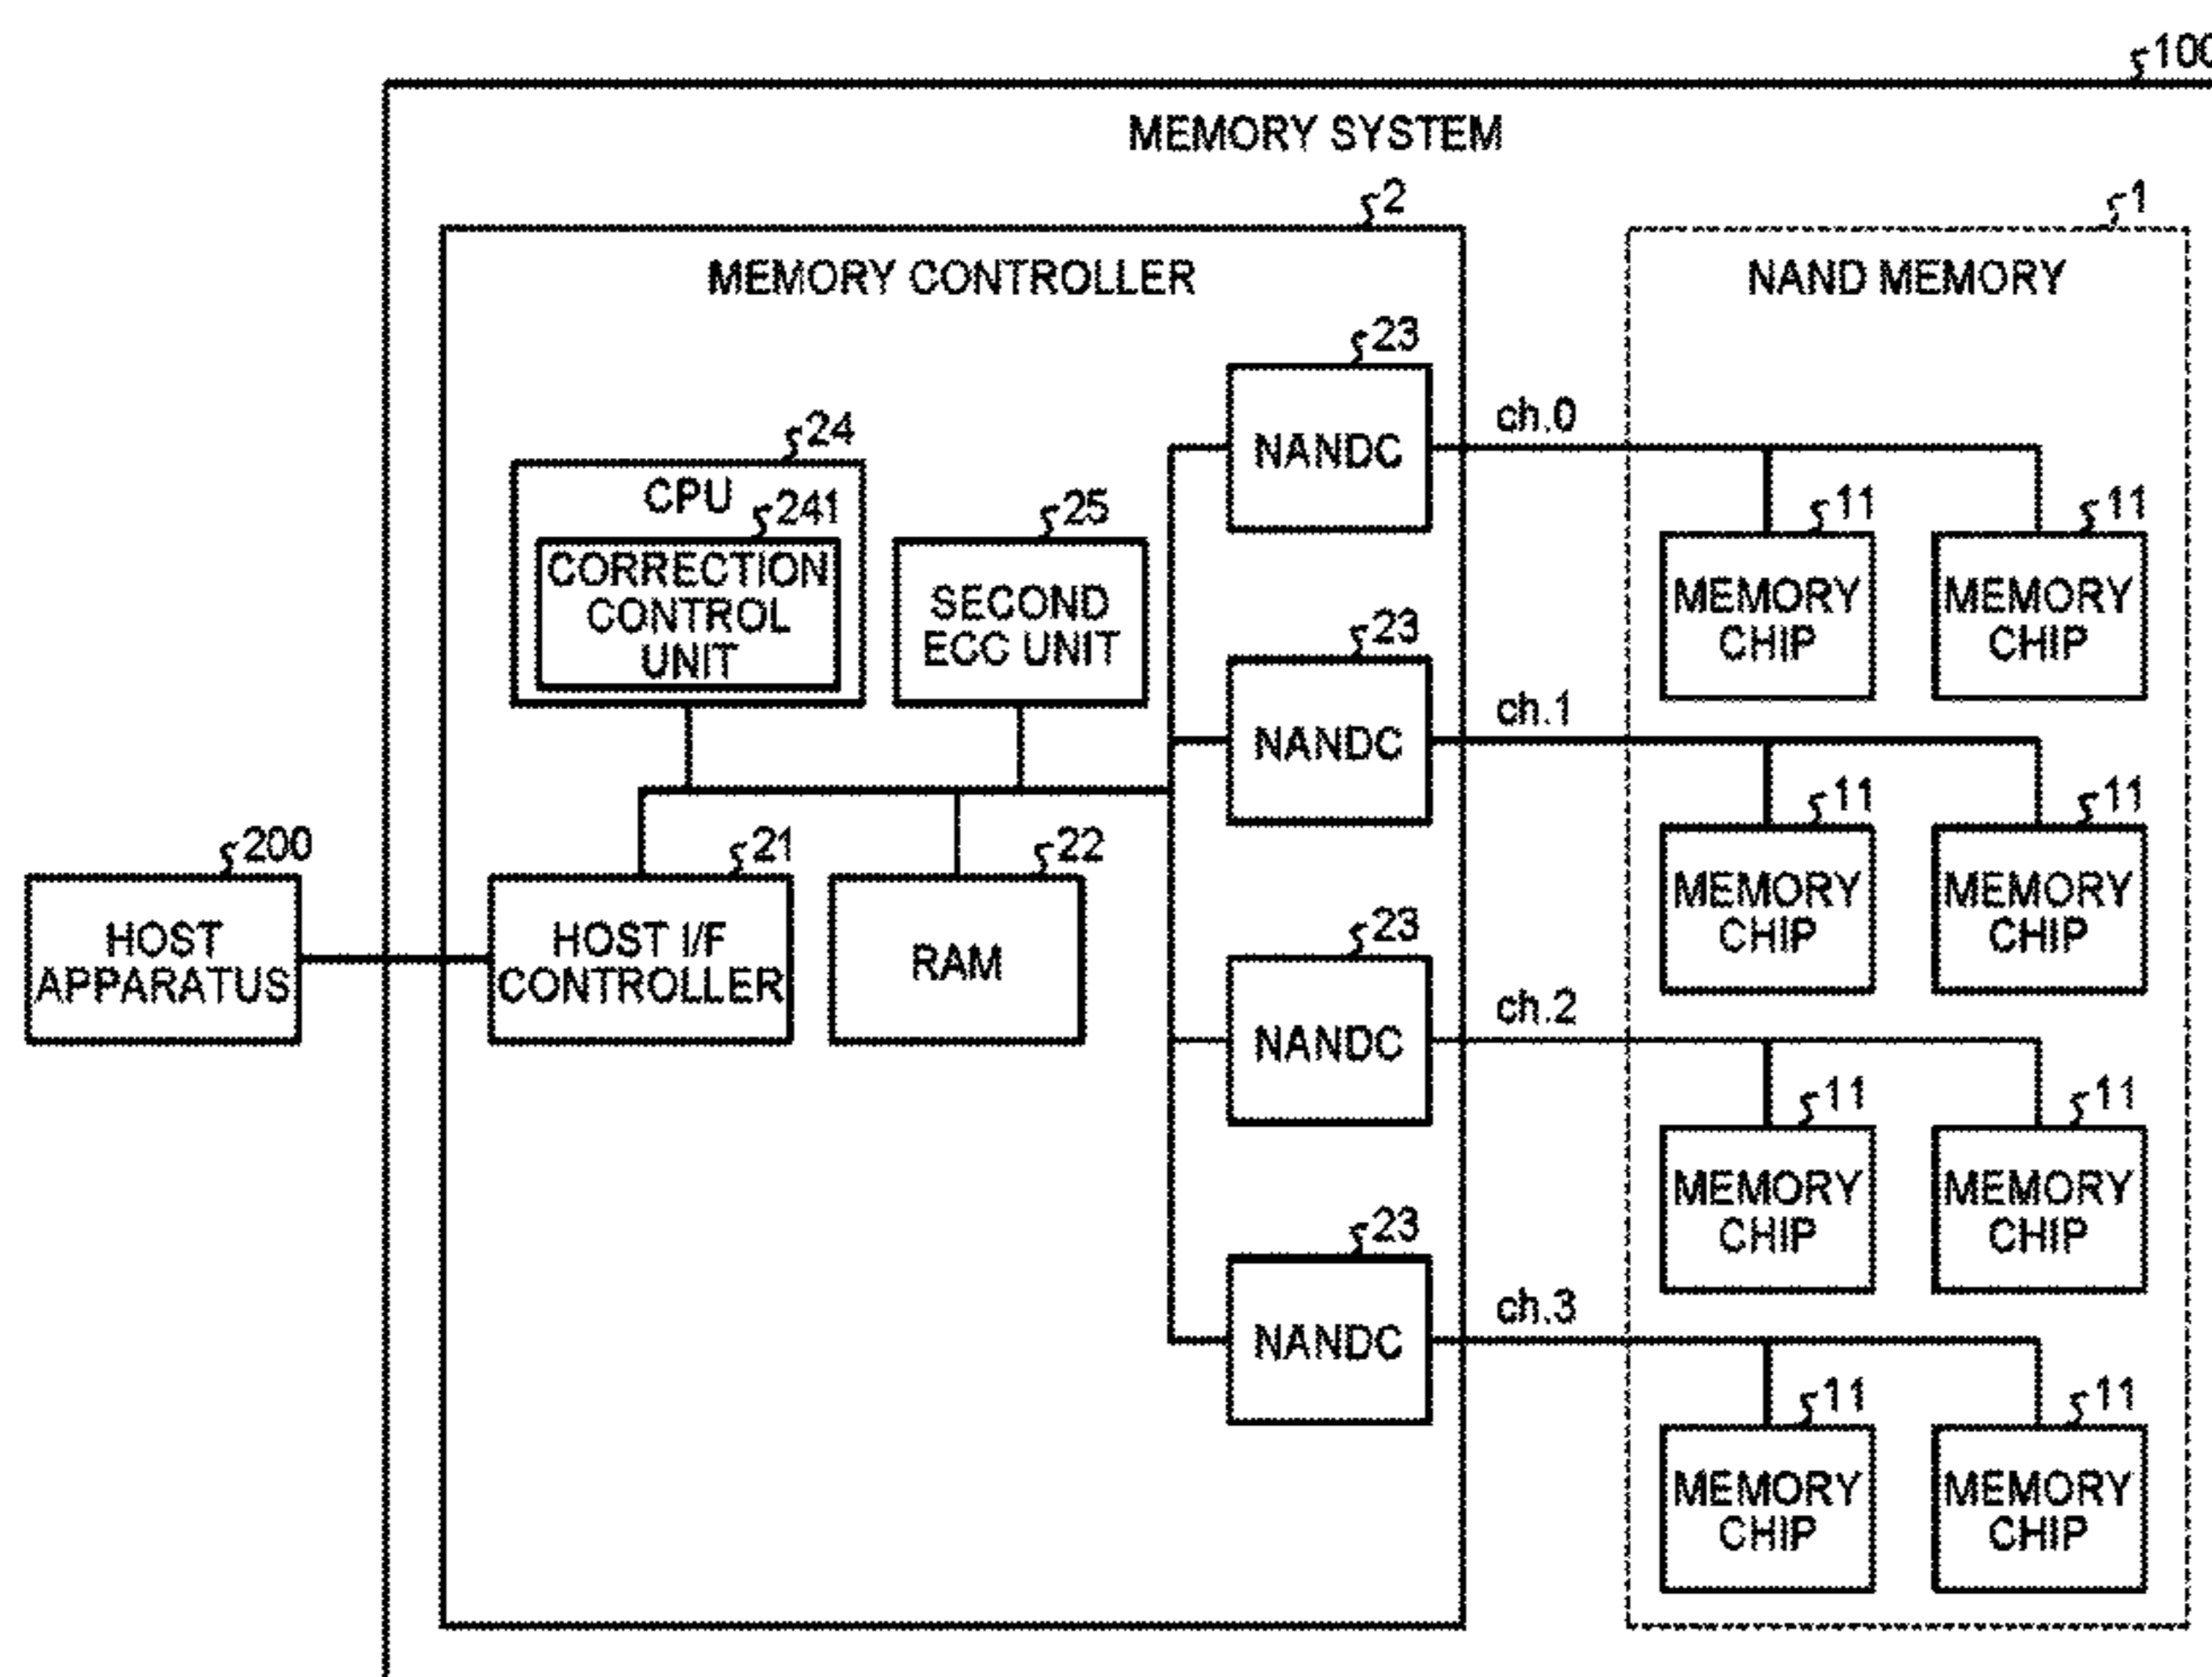 100
MEMORY SYSTEM
2
1
MEMORY CONTROLLER
NAND MEMORY
23
NANDC
ch.0
24
CPU
241
CORRECTION
CONTROL
UNIT
25
SECOND
ECC UNIT
11
MEMORY
CHIP
11
MEMORY
CHIP
23
NANDC
ch.1
11
MEMORY
CHIP
11
MEMORY
CHIP
200
HOST
APPARATUS
21
HOST I/F
CONTROLLER
22
RAM
23
NANDC
ch.2
11
MEMORY
CHIP
11
MEMORY
CHIP
23
NANDC
ch.3
11
MEMORY
CHIP
11
MEMORY
CHIP